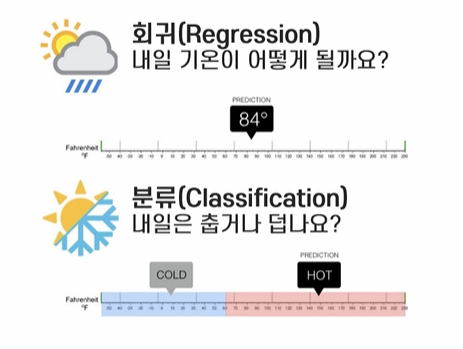 회귀(Regression)
내일 기온이 어떻게 될까요?
PREDICTION
84°
Fahrenheit
°F
분류(Classification)
내일은 춥거나 덥나요?
PREDICTION
COLD
HOT
Fahrenheit
°F